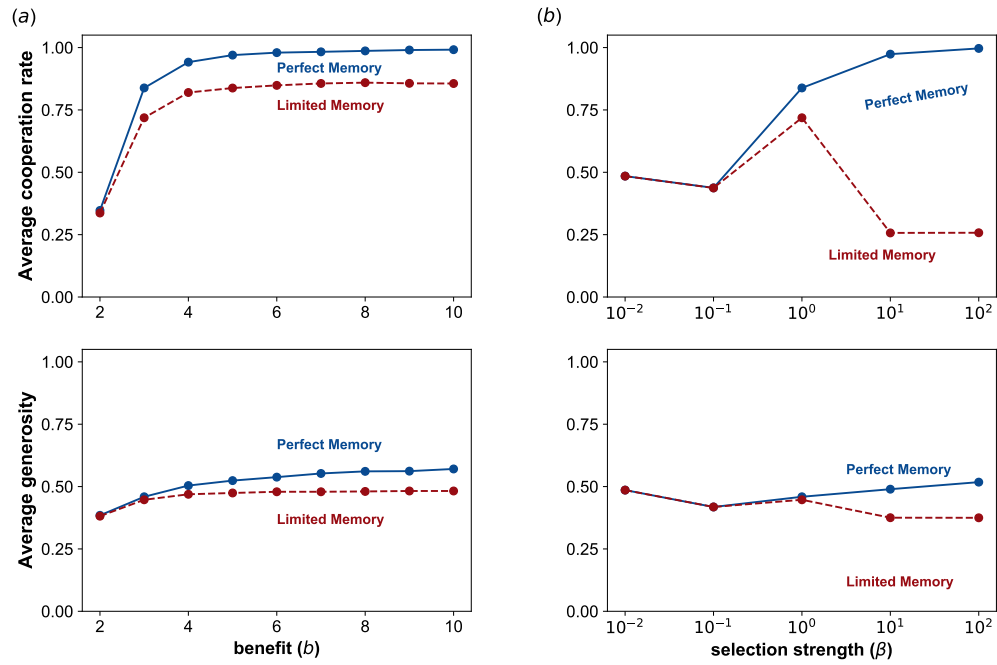 (a)
Average cooperation rate
1.00
0.75
0.50
0.25
0.00
Perfect Memory
Limited Memory
2 4 6 8 10
(b)
1.00
0.75
0.50
0.25
0.00
Perfect Memory
Limited Memory
10⁻² 10⁻¹ 10⁰ 10¹ 10²
Average generosity
1.00
0.75
0.50
0.25
0.00
Perfect Memory
Limited Memory
2 4 6 8 10
benefit (b)
1.00
0.75
0.50
0.25
0.00
Perfect Memory
Limited Memory
10⁻² 10⁻¹ 10⁰ 10¹ 10²
selection strength (β)